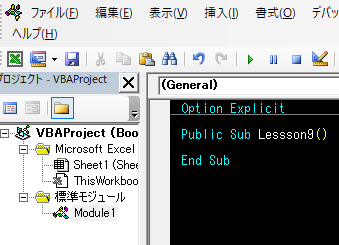 ファイル(F) 編集(E) 表示(V) 挿入(I) 書式(O) デバッ
ヘルプ(H)
プロジェクト - VBAProject
(General)
VBAProject (Boo
Microsoft Excel
Sheet1 (Shee
ThisWorkboo
標準モジュール
Module1
Option Explicit
Public Sub Lessson9()
End Sub